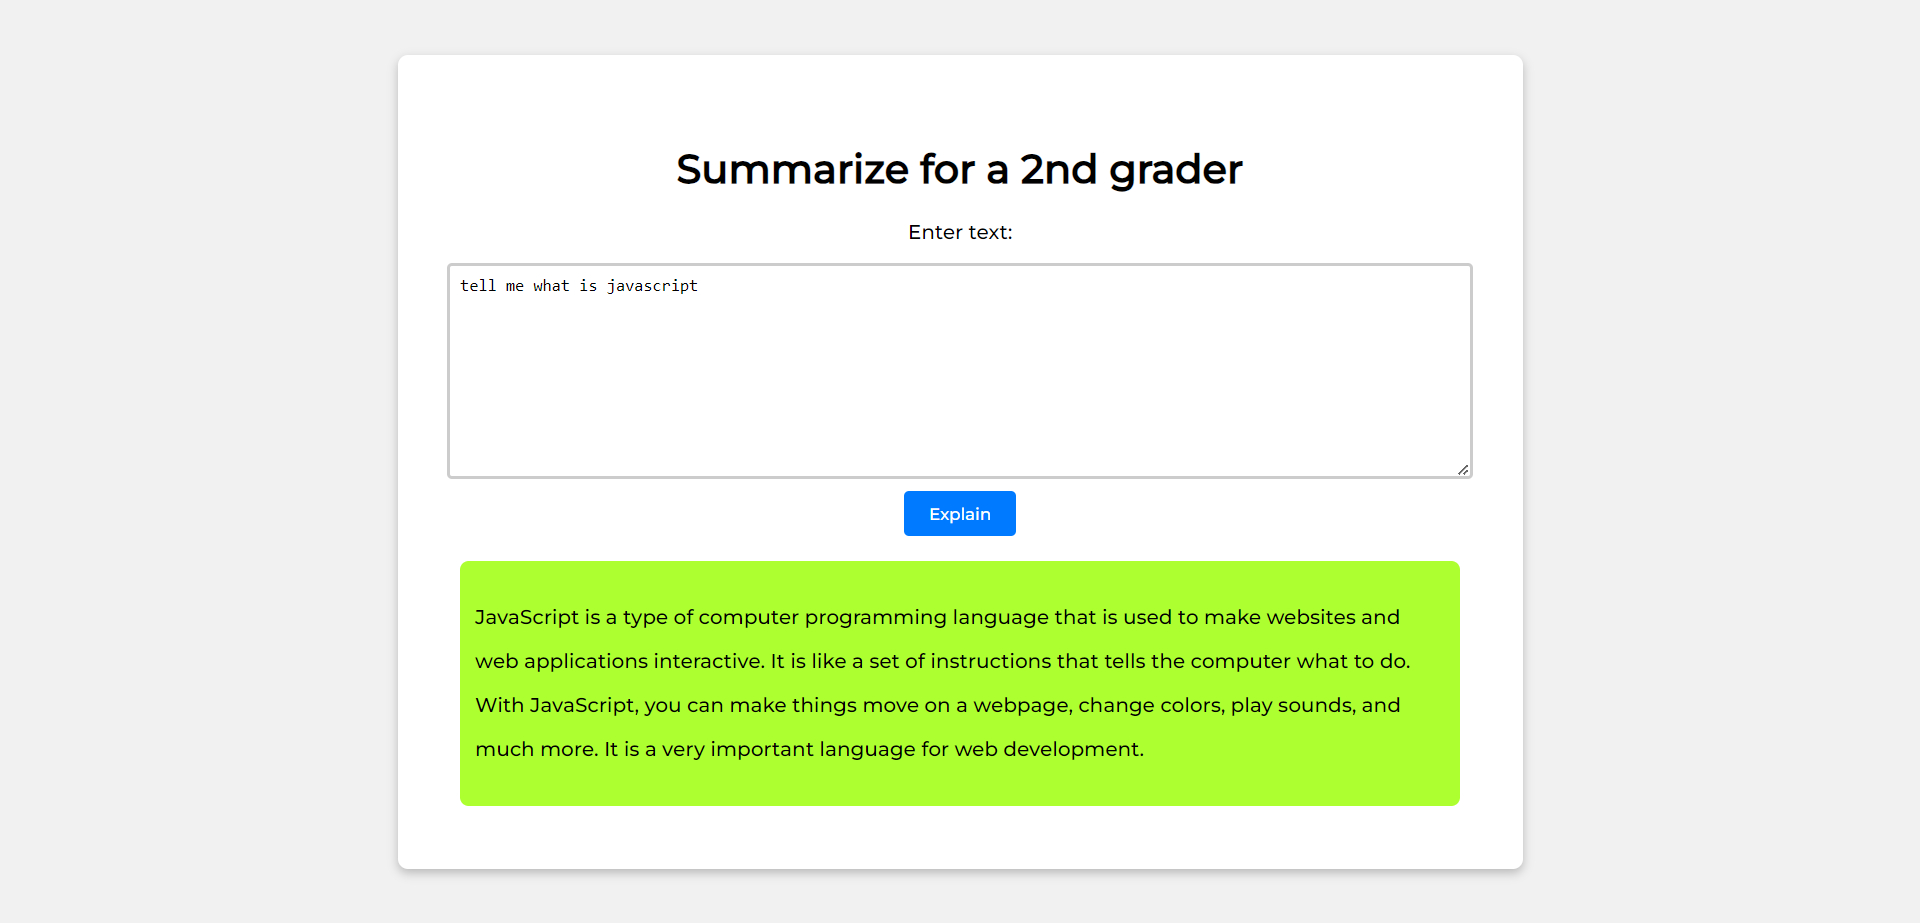 Summarize for a 2nd grader
Enter text:
tell me what is javascript
Explain
JavaScript is a type of computer programming language that is used to make websites and
web applications interactive. It is like a set of instructions that tells the computer what to do.
With JavaScript, you can make things move on a webpage, change colors, play sounds, and
much more. It is a very important language for web development.